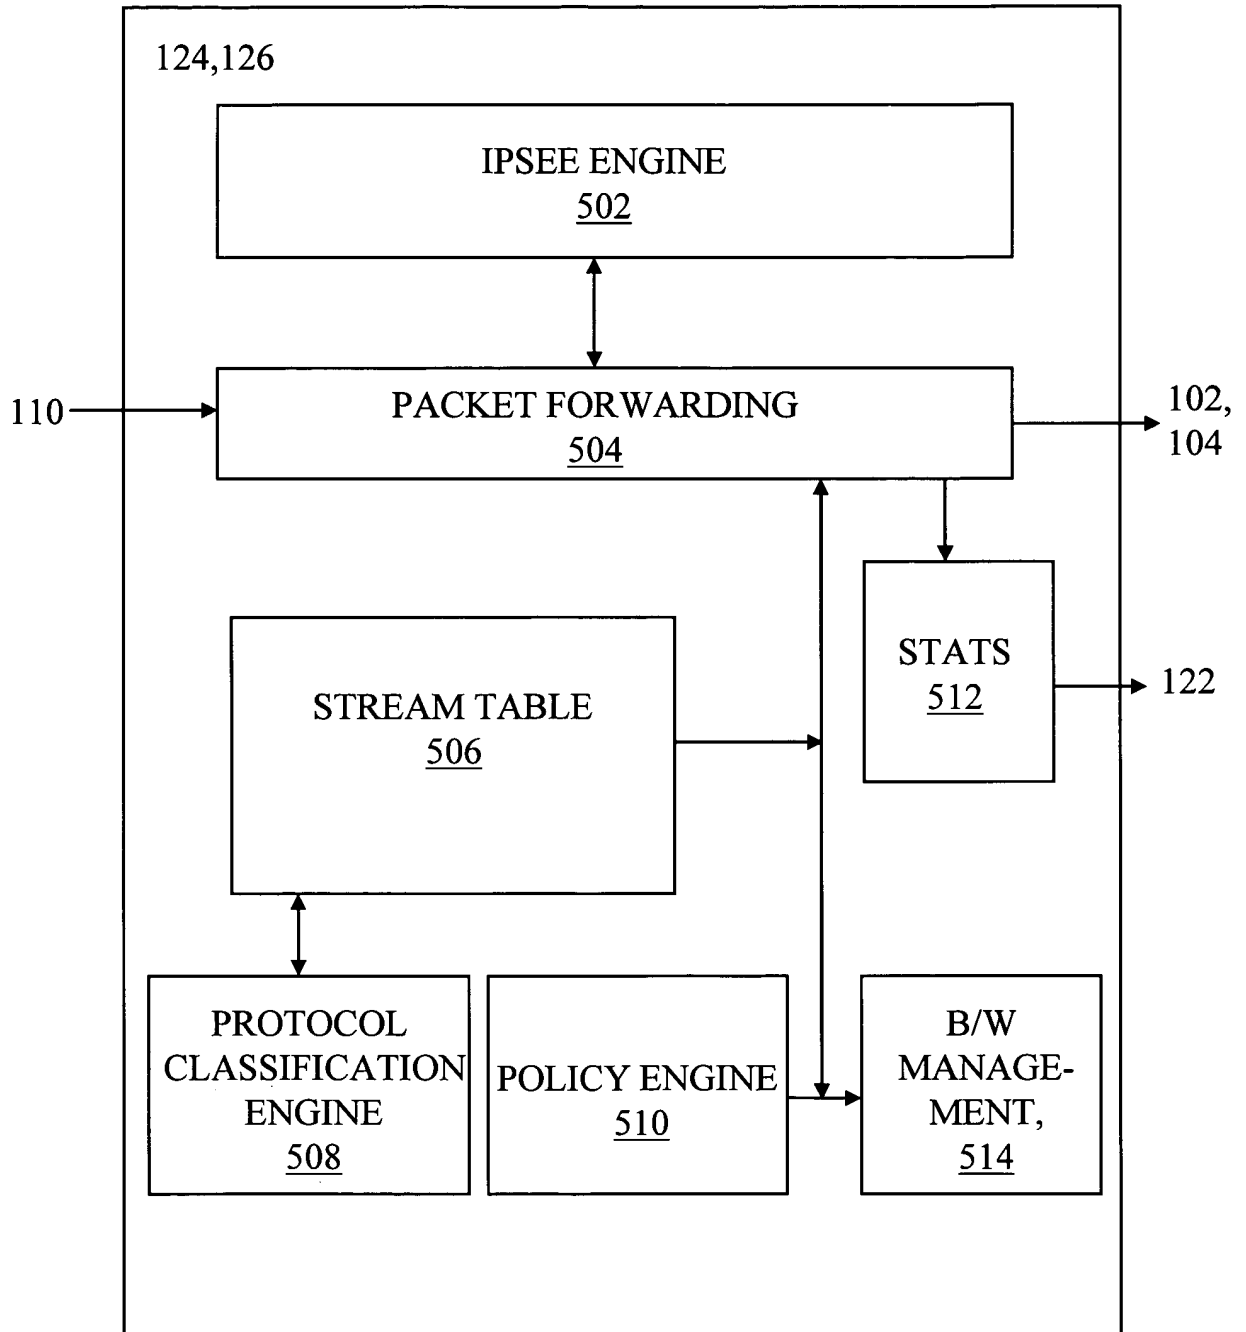 124,126
IPSEE ENGINE
502
110
PACKET FORWARDING
504
102,
104
STATS
512
122
STREAM TABLE
506
PROTOCOL
CLASSIFICATION
ENGINE
508
POLICY ENGINE
510
B/W
MANAGE-
MENT,
514